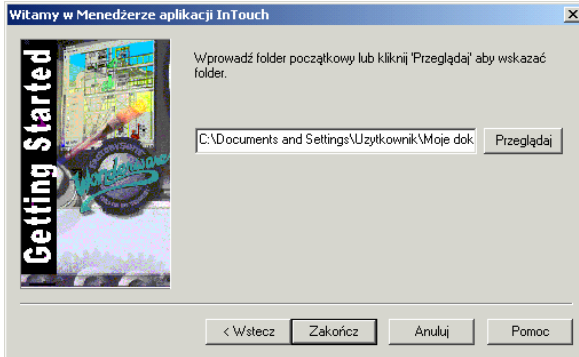 Witamy w Menedżerze aplikacji InTouch
Getting Started
Wonderware
Wprowadź folder początkowy lub kliknij 'Przeglądaj' aby wskazać
folder.
C:\Documents and Settings\Uzytkownik\Moje dok
Przeglądaj
< Wstecz
Zakończ
Anuluj
Pomoc